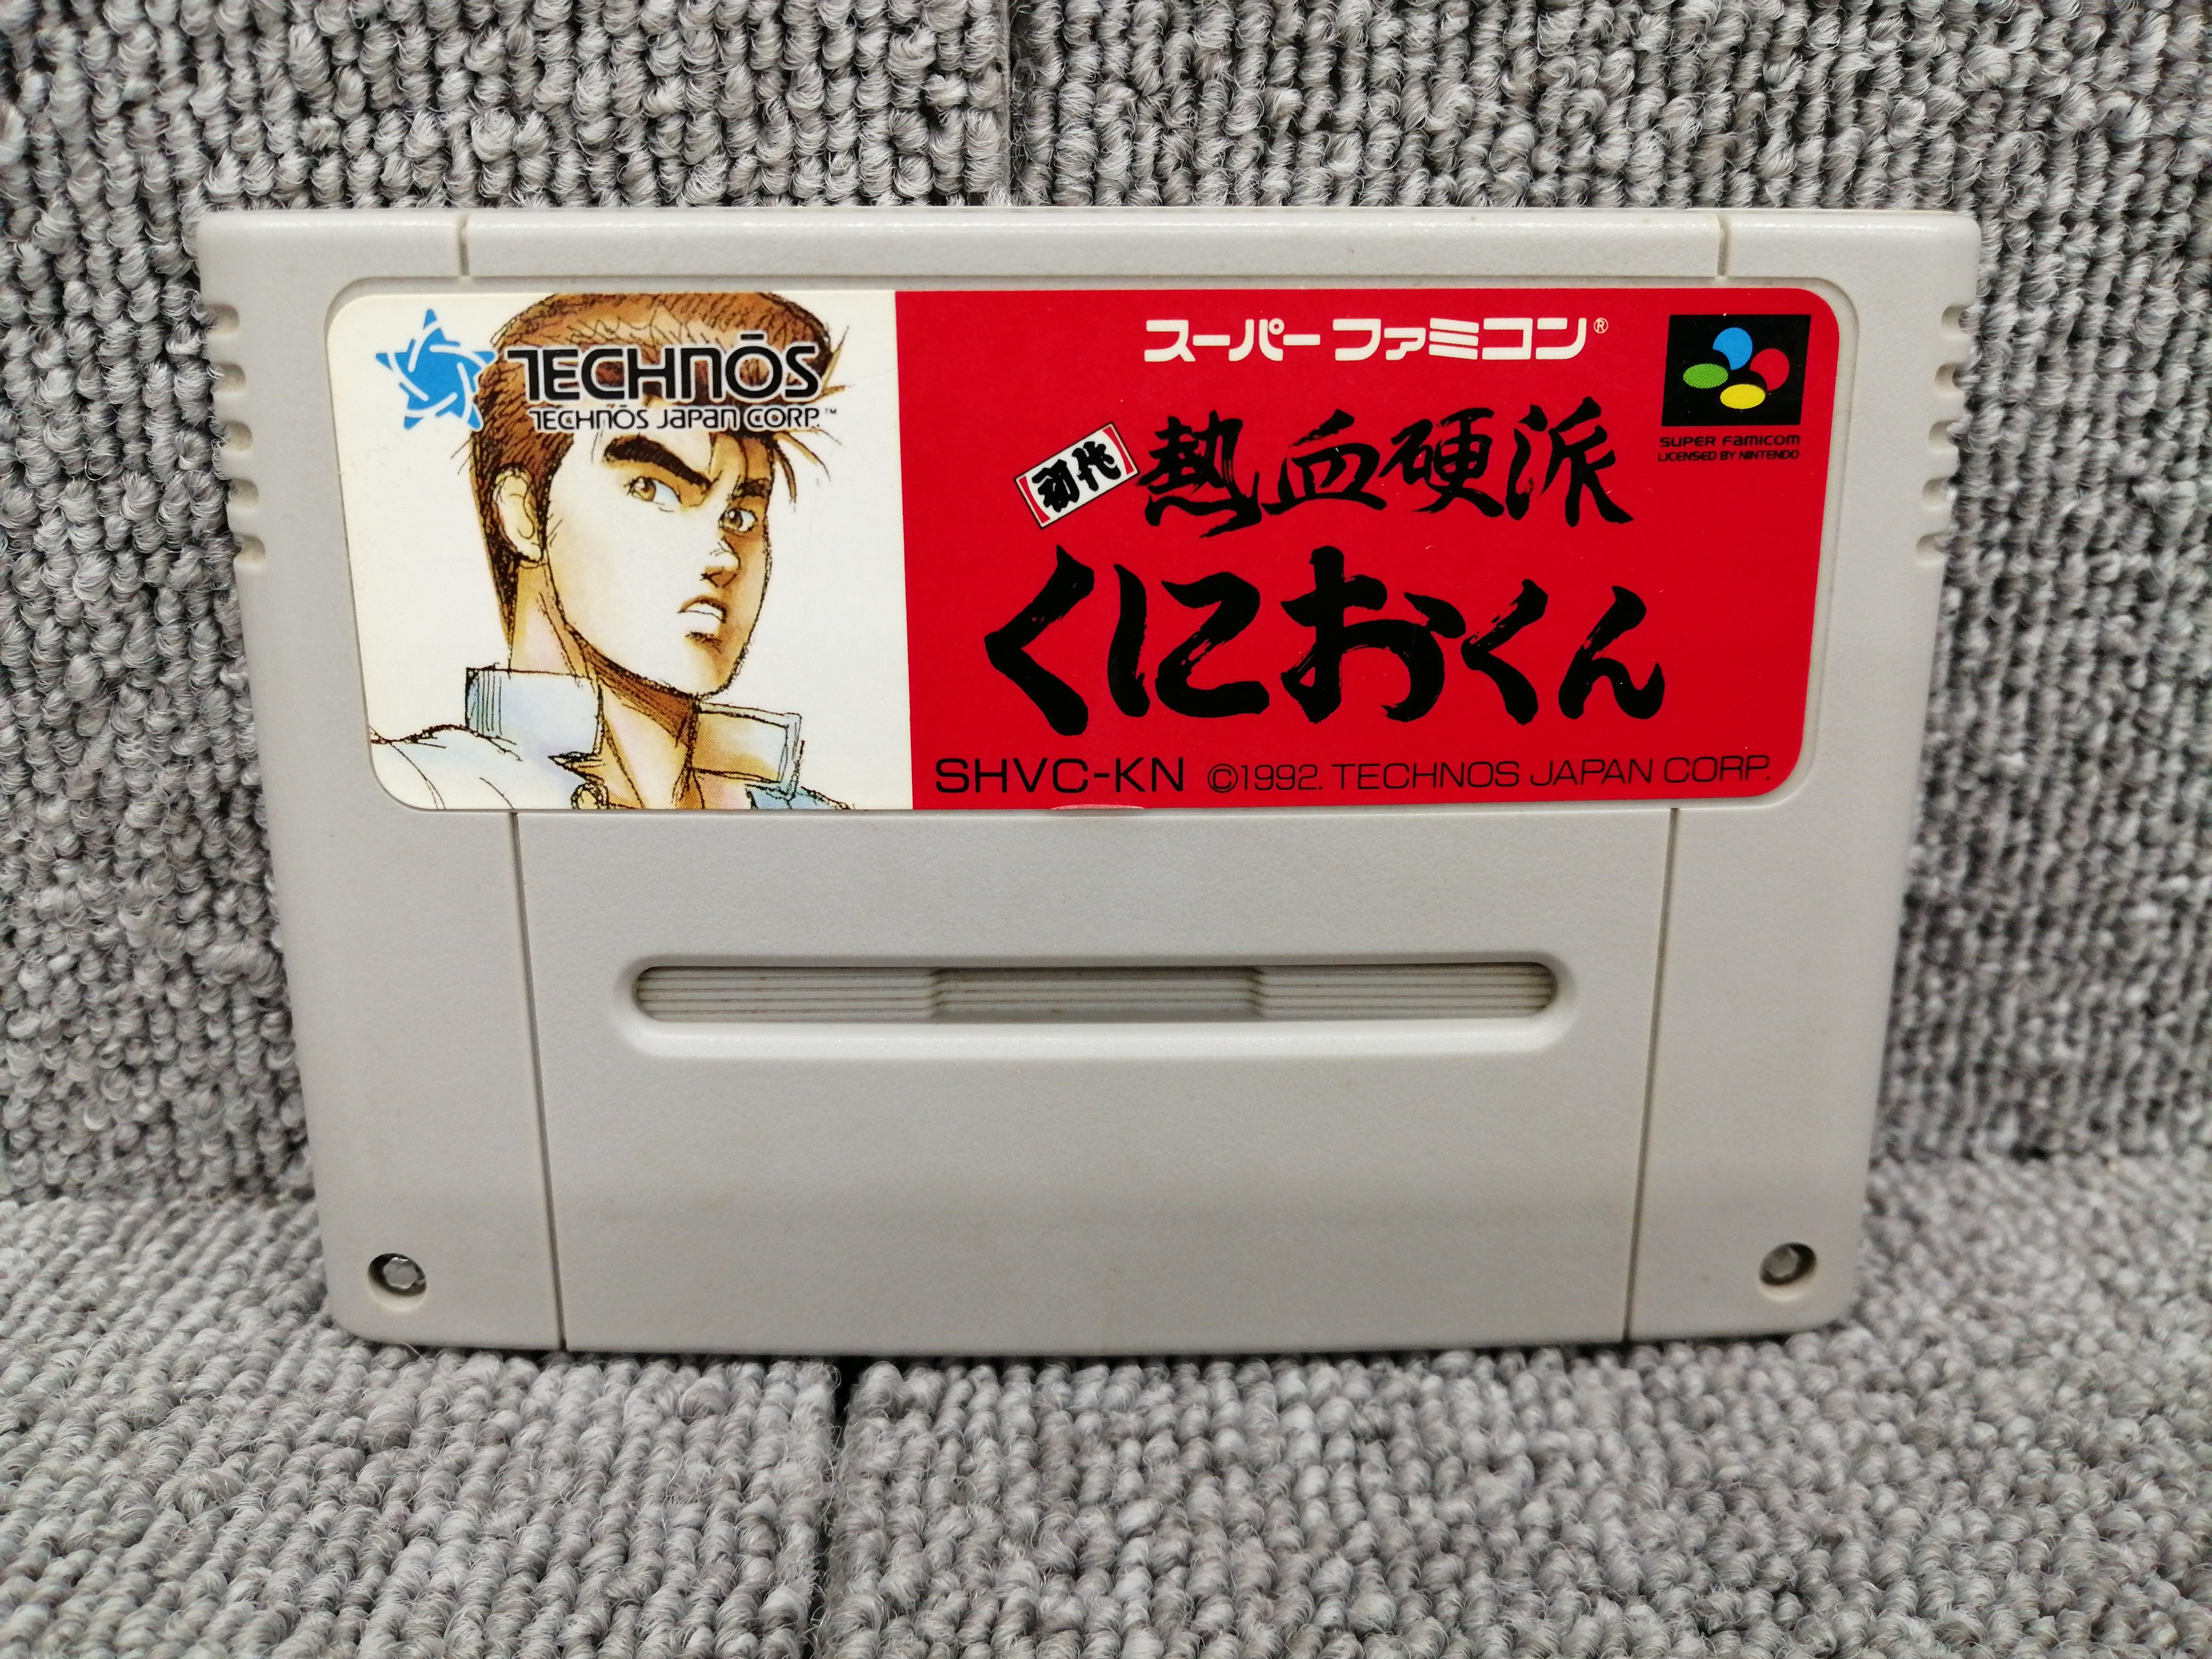 TECHNŌS
TECHNŌS JAPAN CORP.™
スーパーファミコン®
SUPER FAMICOM
LICENSED BY NINTENDO
初代 熱血硬派
くにおくん
SHVC-KN ©1992. TECHNOS JAPAN CORP.